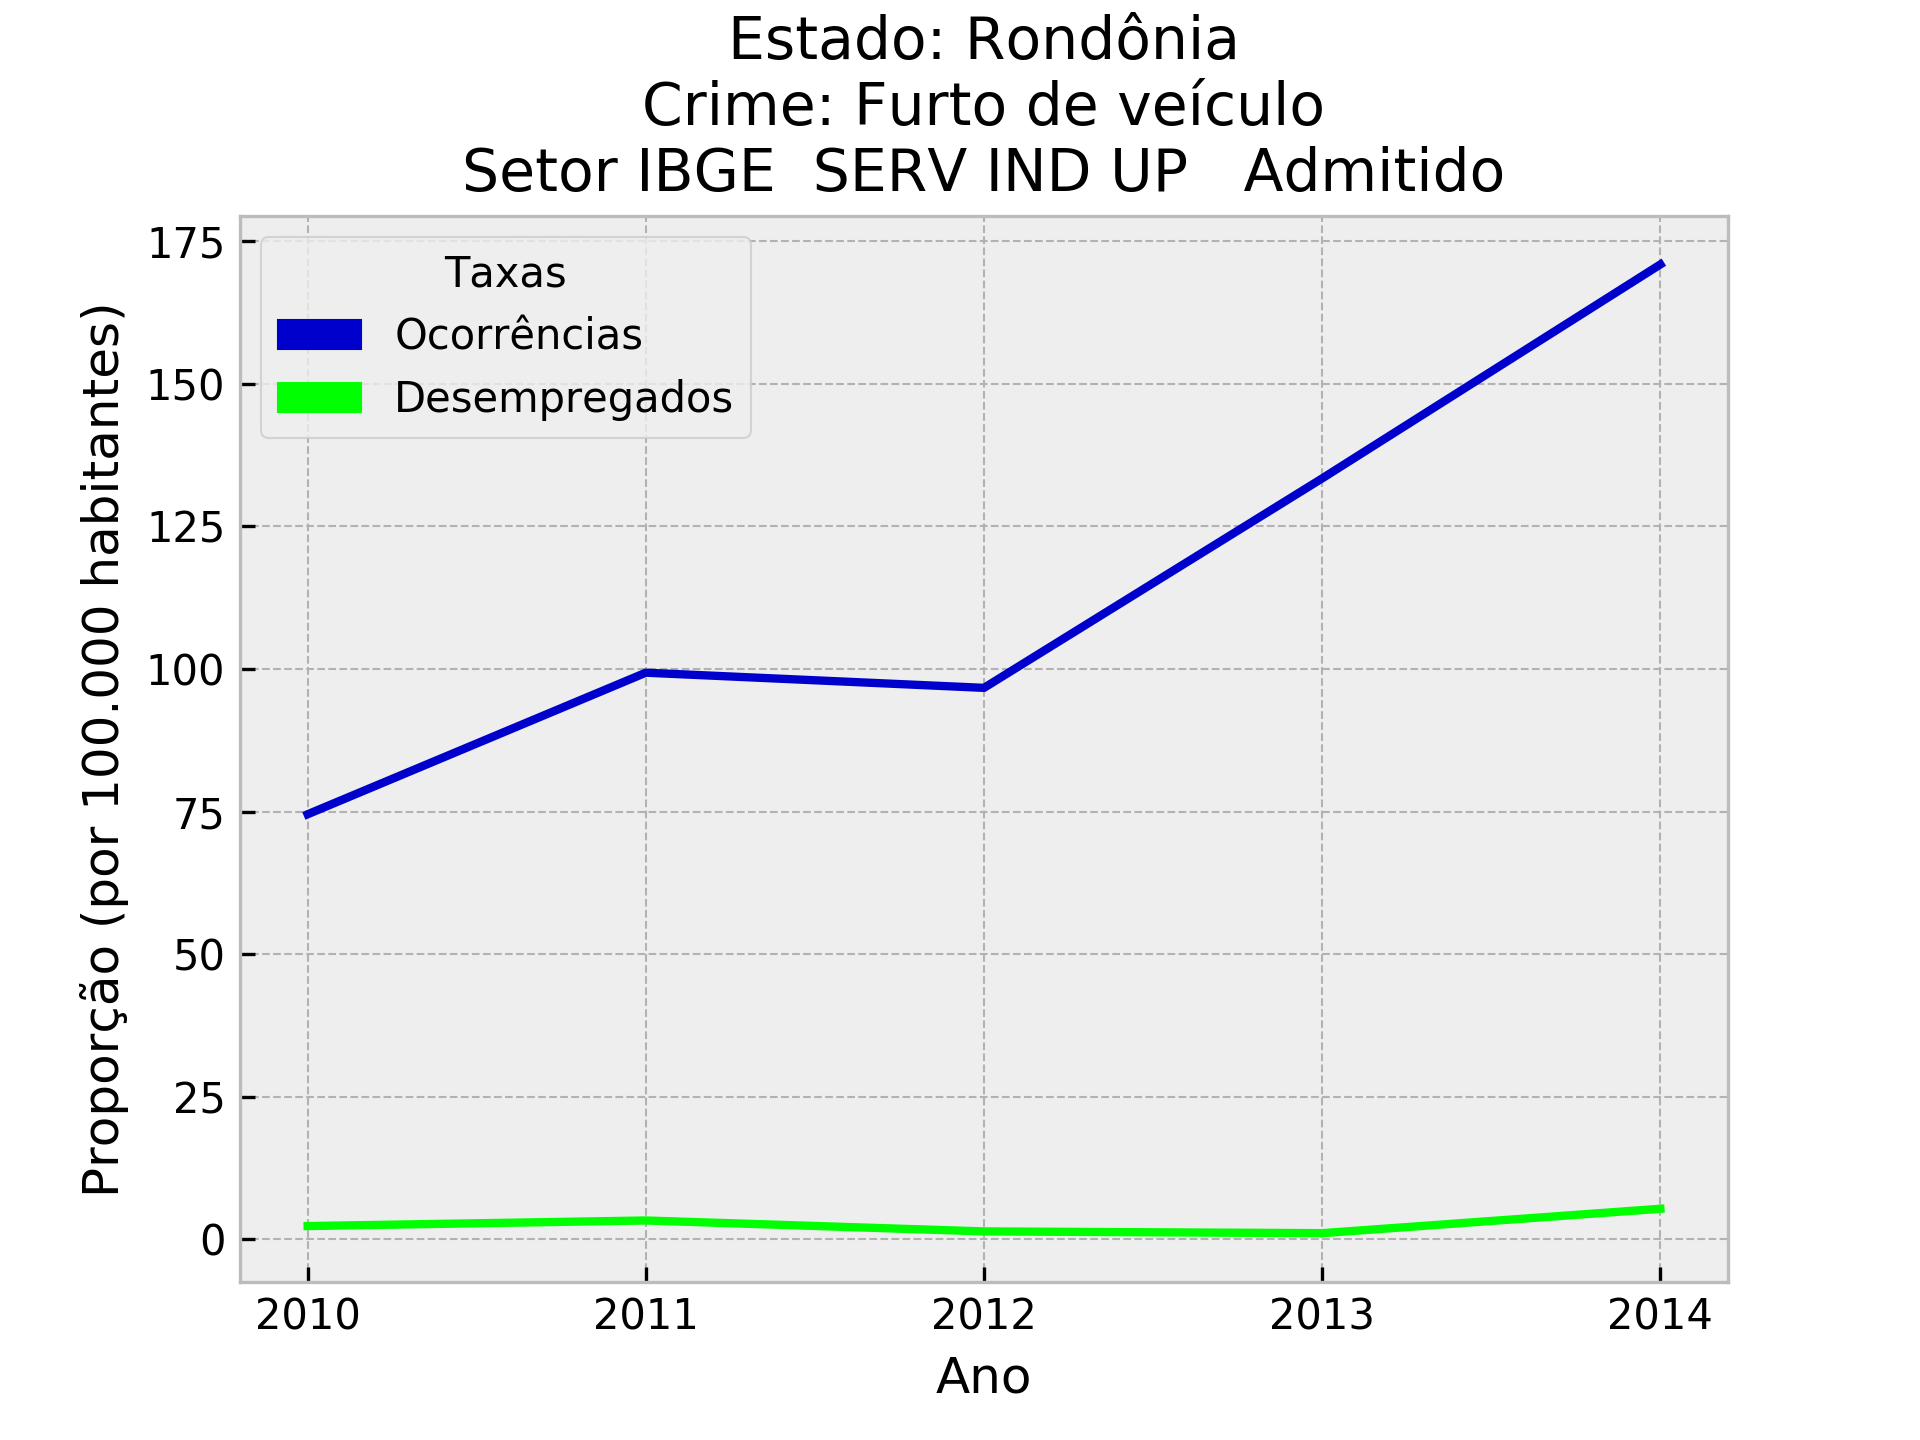 Estado: Rondônia
Crime: Furto de veículo
Setor IBGE  SERV IND UP   Admitido
Proporção (por 100.000 habitantes)
175
150
125
100
75
50
25
0
Taxas
Ocorrências
Desempregados
2010 2011 2012 2013 2014
Ano